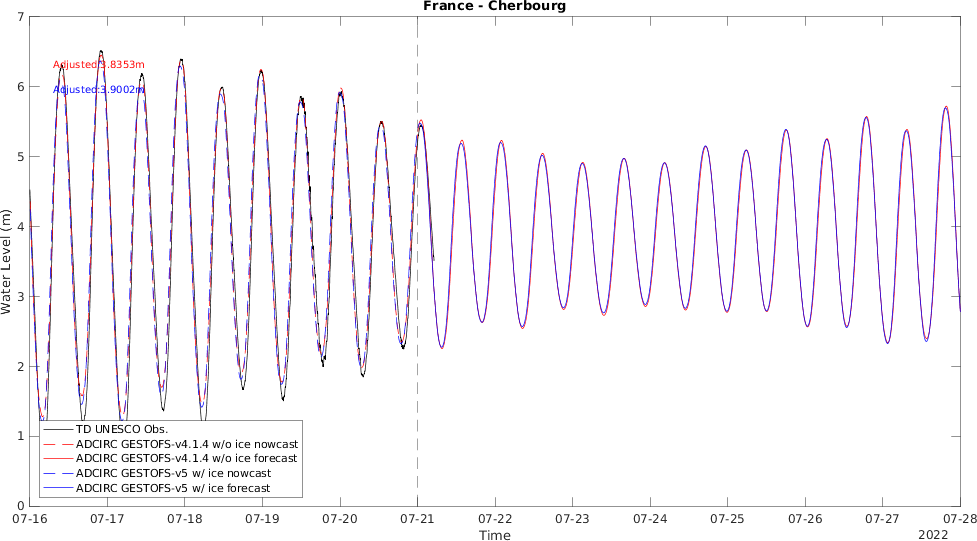 France - Cherbourg
7
Adjusted:3.8353m
6
Adjusted:3.9002m
5
4
Water Level (m)
3
2
TD UNESCO Obs.
1
ADCIRC GESTOFS-v4.1.4 w/o ice nowcast
ADCIRC GESTOFS-v4.1.4 w/o ice forecast
ADCIRC GESTOFS-v5 w/ ice nowcast
ADCIRC GESTOFS-v5 w/ ice forecast
0
07-16 07-17 07-18 07-19 07-20 07-21 07-22 07-23 07-24 07-25 07-26 07-27 07-28
Time
2022